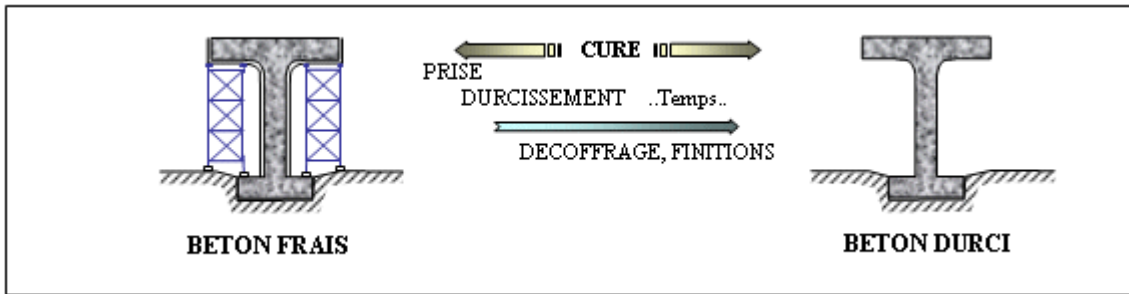 CURE
PRISE
DURCISSEMENT ..Temps..
DECOFFRAGE, FINITIONS
BETON FRAIS
BETON DURCI